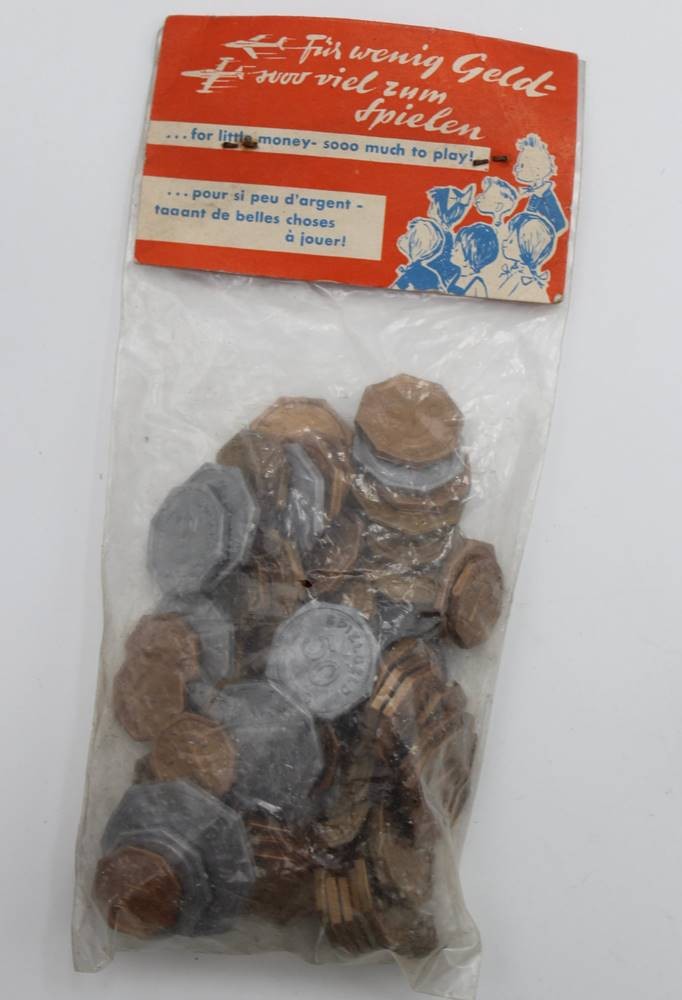 Für wenig Geld-
sooo viel zum
Spielen
...for little money- sooo much to play!
...pour si peu d'argent -
taaant de belles choses
à jouer!
SPIELGELD
50